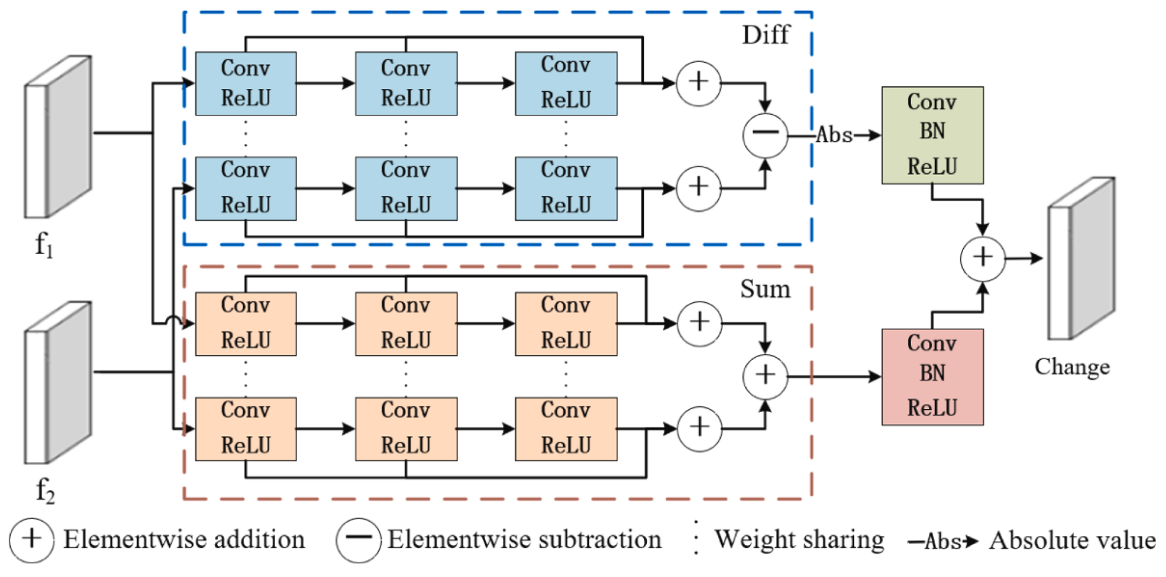 Diff
Conv Conv Conv
ReLU ReLU ReLU
+
Conv
BN
ReLU
− Abs
Conv Conv Conv
ReLU ReLU ReLU
+
f1
+
Sum
Conv Conv Conv
ReLU ReLU ReLU
+
Conv
BN
ReLU
+
Change
Conv Conv Conv
ReLU ReLU ReLU
+
f2
+ Elementwise addition − Elementwise subtraction ⋮ Weight sharing —Abs→ Absolute value